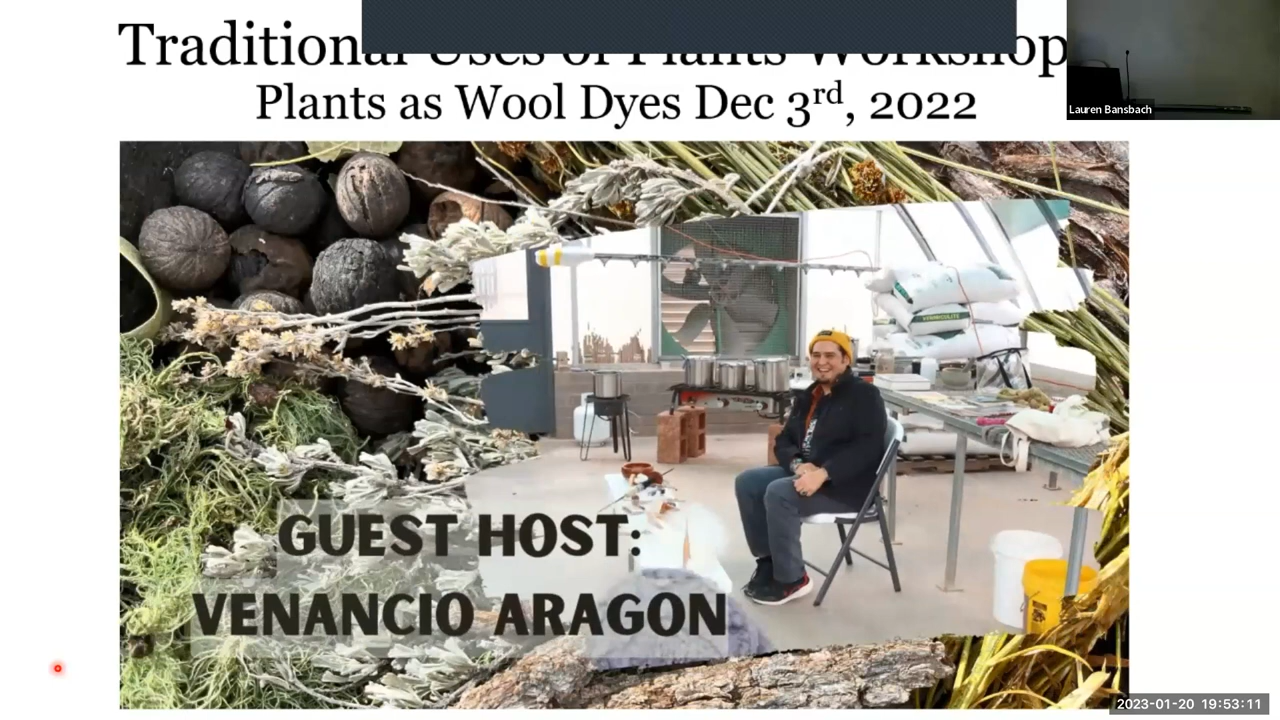 Traditional Uses of Plants Workshop
Plants as Wool Dyes Dec 3rd, 2022
Lauren Bansbach
VERMICULITE
GUEST HOST:
VENANCIO ARAGON
2023-01-20 19:53:11